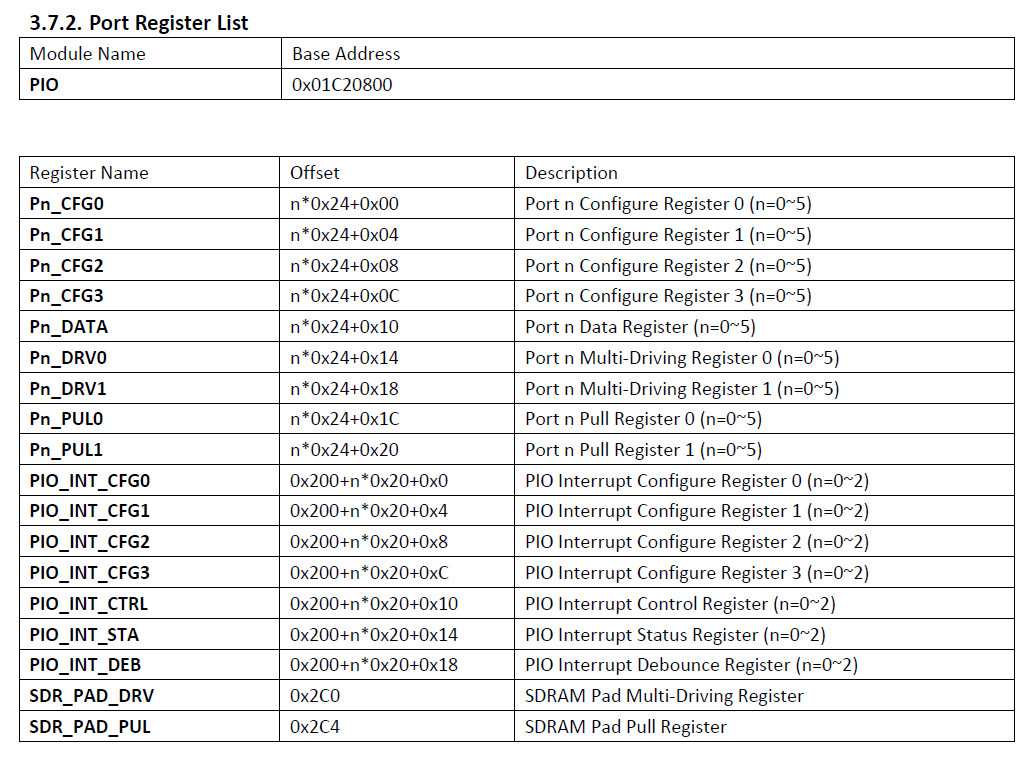 3.7.2. Port Register List
Module Name Base Address
PIO 0x01C20800
Register Name Offset Description
Pn_CFG0 n*0x24+0x00 Port n Configure Register 0 (n=0~5)
Pn_CFG1 n*0x24+0x04 Port n Configure Register 1 (n=0~5)
Pn_CFG2 n*0x24+0x08 Port n Configure Register 2 (n=0~5)
Pn_CFG3 n*0x24+0x0C Port n Configure Register 3 (n=0~5)
Pn_DATA n*0x24+0x10 Port n Data Register (n=0~5)
Pn_DRV0 n*0x24+0x14 Port n Multi-Driving Register 0 (n=0~5)
Pn_DRV1 n*0x24+0x18 Port n Multi-Driving Register 1 (n=0~5)
Pn_PUL0 n*0x24+0x1C Port n Pull Register 0 (n=0~5)
Pn_PUL1 n*0x24+0x20 Port n Pull Register 1 (n=0~5)
PIO_INT_CFG0 0x200+n*0x20+0x0 PIO Interrupt Configure Register 0 (n=0~2)
PIO_INT_CFG1 0x200+n*0x20+0x4 PIO Interrupt Configure Register 1 (n=0~2)
PIO_INT_CFG2 0x200+n*0x20+0x8 PIO Interrupt Configure Register 2 (n=0~2)
PIO_INT_CFG3 0x200+n*0x20+0xC PIO Interrupt Configure Register 3 (n=0~2)
PIO_INT_CTRL 0x200+n*0x20+0x10 PIO Interrupt Control Register (n=0~2)
PIO_INT_STA 0x200+n*0x20+0x14 PIO Interrupt Status Register (n=0~2)
PIO_INT_DEB 0x200+n*0x20+0x18 PIO Interrupt Debounce Register (n=0~2)
SDR_PAD_DRV 0x2C0 SDRAM Pad Multi-Driving Register
SDR_PAD_PUL 0x2C4 SDRAM Pad Pull Register